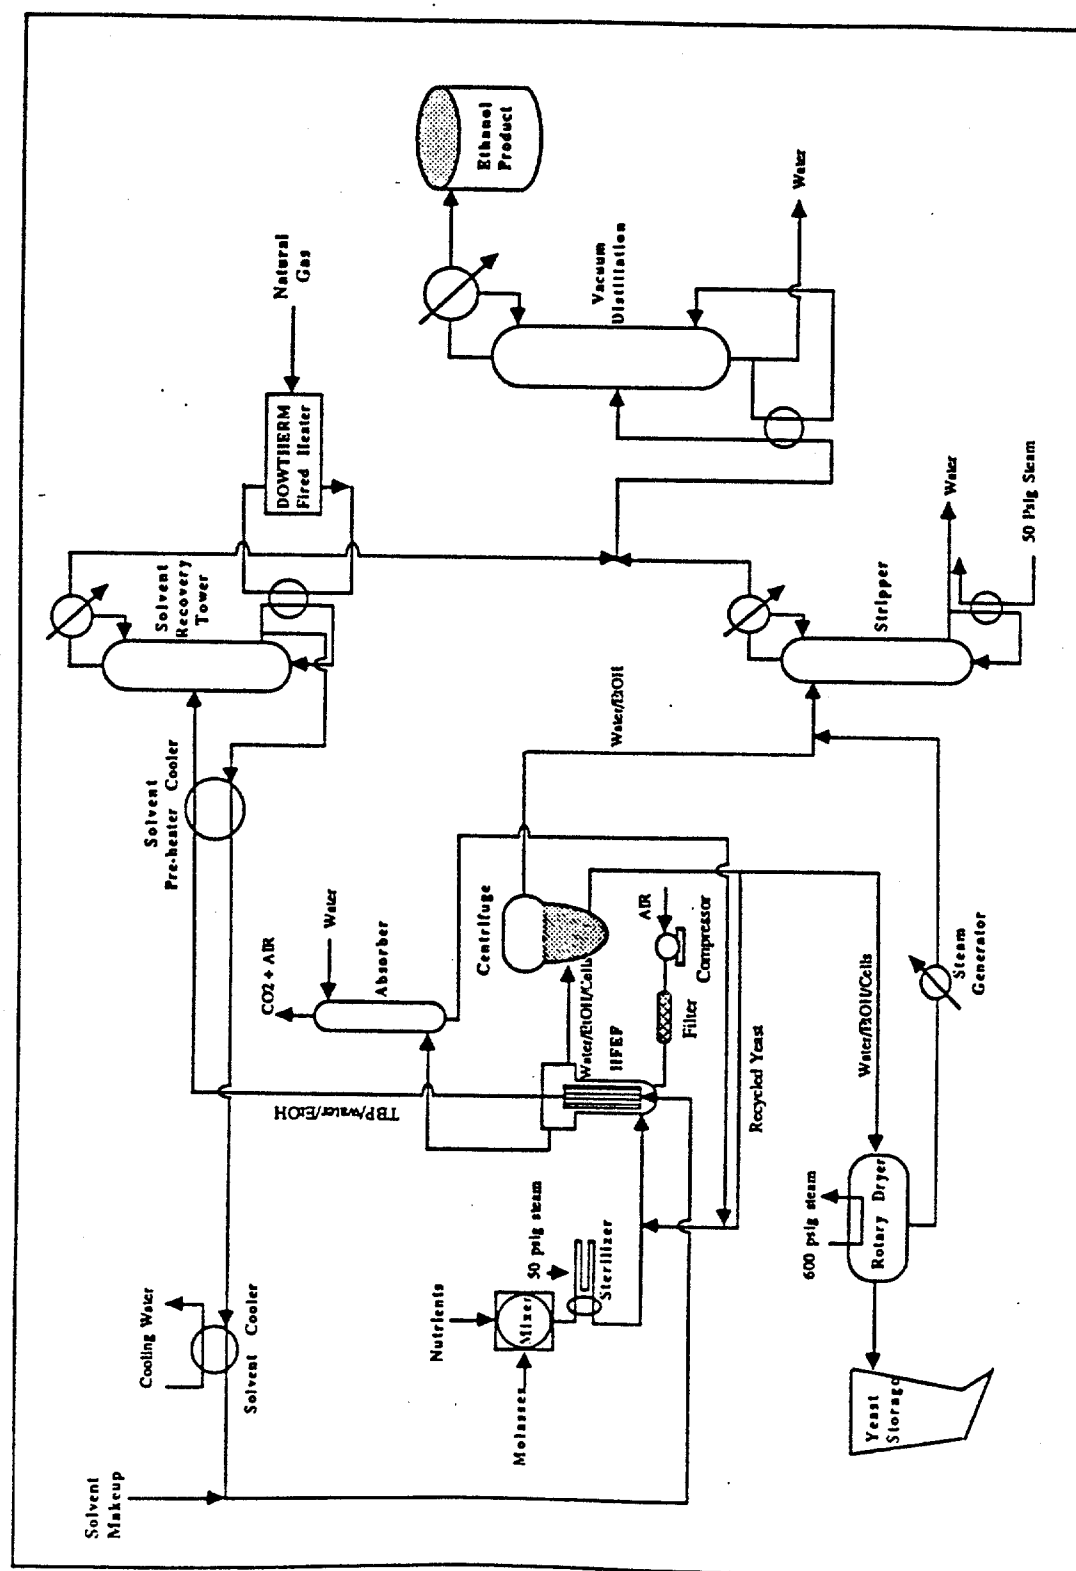 Solvent
Makeup
Cooling Water
Solvent Cooler
Molasses
Nutrients
Mixer
50 psig steam
Sterilizer
Yeast
Storage
600 psig steam
Rotary Dryer
TBP/water/EtOH
CO2 + AIR
Water
Absorber
HFEF
Water/EtOH/Cells
Centrifuge
Filter
Compressor
AIR
Recycled Yeast
Water/EtOH/Cells
Steam
Generator
Solvent
Pre-heater Cooler
Water/EtOH
Solvent
Recovery
Tower
Stripper
Water
50 Psig Steam
DOWTHERM
Fired Heater
Natural
Gas
Vacuum
Distillation
Water
Ethanol
Product